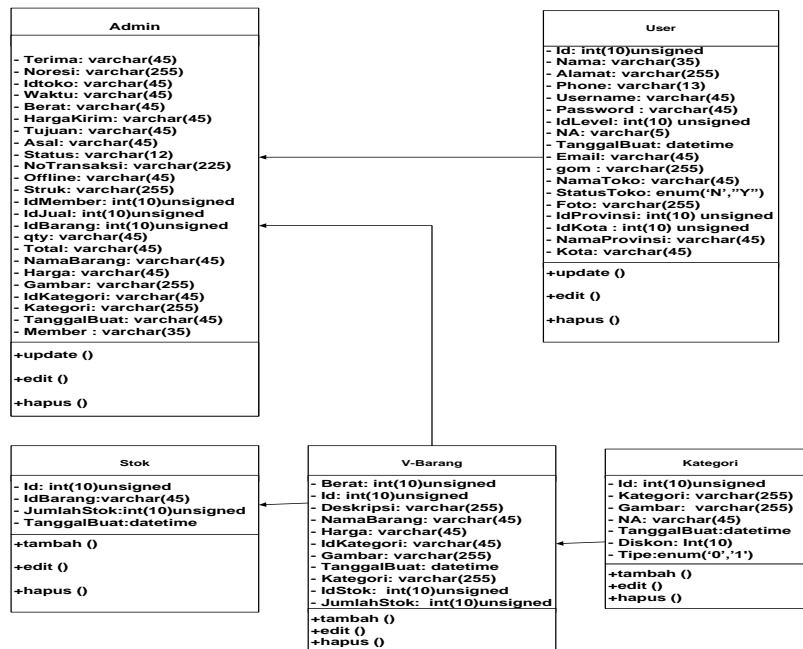 Admin
- Terima: varchar(45)
- Noresi: varchar(255)
- Idtoko: varchar(45)
- Waktu: varchar(45)
- Berat: varchar(45)
- HargaKirim: varchar(45)
- Tujuan: varchar(45)
- Asal: varchar(45)
- Status: varchar(12)
- NoTransaksi: varchar(225)
- Offline: varchar(45)
- Struk: varchar(255)
- IdMember: int(10)unsigned
- IdJual: int(10)unsigned
- IdBarang: int(10)unsigned
- qty: varchar(45)
- Total: varchar(45)
- NamaBarang: varchar(45)
- Harga: varchar(45)
- Gambar: varchar(255)
- IdKategori: varchar(45)
- Kategori: varchar(255)
- TanggalBuat: varchar(45)
- Member : varchar(35)
+update ()
+edit ()
+hapus ()
User
- Id: int(10)unsigned
- Nama: varchar(35)
- Alamat: varchar(255)
- Phone: varchar(13)
- Username: varchar(45)
- Password : varchar(45)
- IdLevel: int(10) unsigned
- NA: varchar(5)
- TanggalBuat: datetime
- Email: varchar(45)
- gom : varchar(255)
- NamaToko: varchar(45)
- StatusToko: enum(‘N’,”Y”)
- Foto: varchar(255)
- IdProvinsi: int(10) unsigned
- IdKota : int(10) unsigned
- NamaProvinsi: varchar(45)
- Kota: varchar(45)
+update ()
+edit ()
+hapus ()
Stok
- Id: int(10)unsigned
- IdBarang:varchar(45)
- JumlahStok:int(10)unsigned
- TanggalBuat:datetime
+tambah ()
+edit ()
+hapus ()
V-Barang
- Berat: int(10)unsigned
- Id: int(10)unsigned
- Deskripsi: varchar(255)
- NamaBarang: varchar(45)
- Harga: varchar(45)
- IdKategori: varchar(45)
- Gambar: varchar(255)
- TanggalBuat: datetime
- Kategori: varchar(255)
- IdStok: int(10)unsigned
- JumlahStok: int(10)unsigned
+tambah ()
+edit ()
+hapus ()
Kategori
- Id: int(10)unsigned
- Kategori: varchar(255)
- Gambar: varchar(255)
- NA: varchar(45)
- TanggalBuat:datetime
- Diskon: Int(10)
- Tipe:enum(‘0’,’1')
+tambah ()
+edit ()
+hapus ()